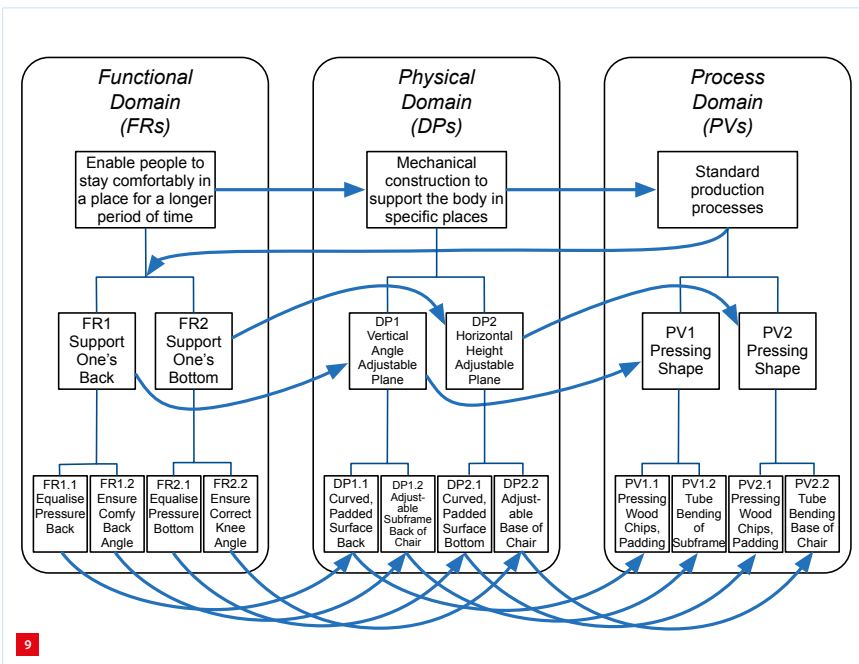 Functional
Domain
(FRs)
Physical
Domain
(DPs)
Process
Domain
(PVs)
Enable people to
stay comfortably in
a place for a longer
period of time
Mechanical
construction to
support the body in
specific places
Standard
production
processes
FR1
Support
One's
Back
FR2
Support
One's
Bottom
DP1
Vertical
Angle
Adjustable
Plane
DP2
Horizontal
Height
Adjustable
Plane
PV1
Pressing
Shape
PV2
Pressing
Shape
FR1.1
Equalise
Pressure
Back
FR1.2
Ensure
Comfy
Back
Angle
FR2.1
Equalise
Pressure
Bottom
FR2.2
Ensure
Correct
Knee
Angle
DP1.1
Curved,
Padded
Surface
Back
DP1.2
Adjust-
able
Subframe
Back of
Chair
DP2.1
Curved,
Padded
Surface
Bottom
DP2.2
Adjust-
able
Base of
Chair
PV1.1
Pressing
Wood
Chips,
Padding
PV1.2
Tube
Bending
of
Subframe
PV2.1
Pressing
Wood
Chips,
Padding
PV2.2
Tube
Bending
Base of
Chair
9